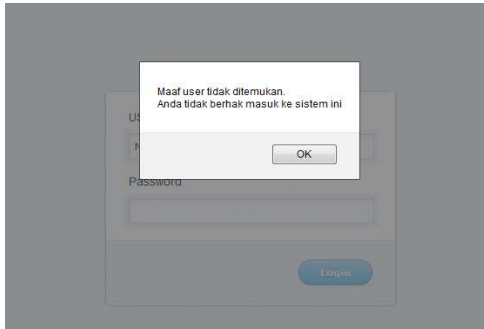 Maaf user tidak ditemukan.
Anda tidak berhak masuk ke sistem ini
OK
Password
Login